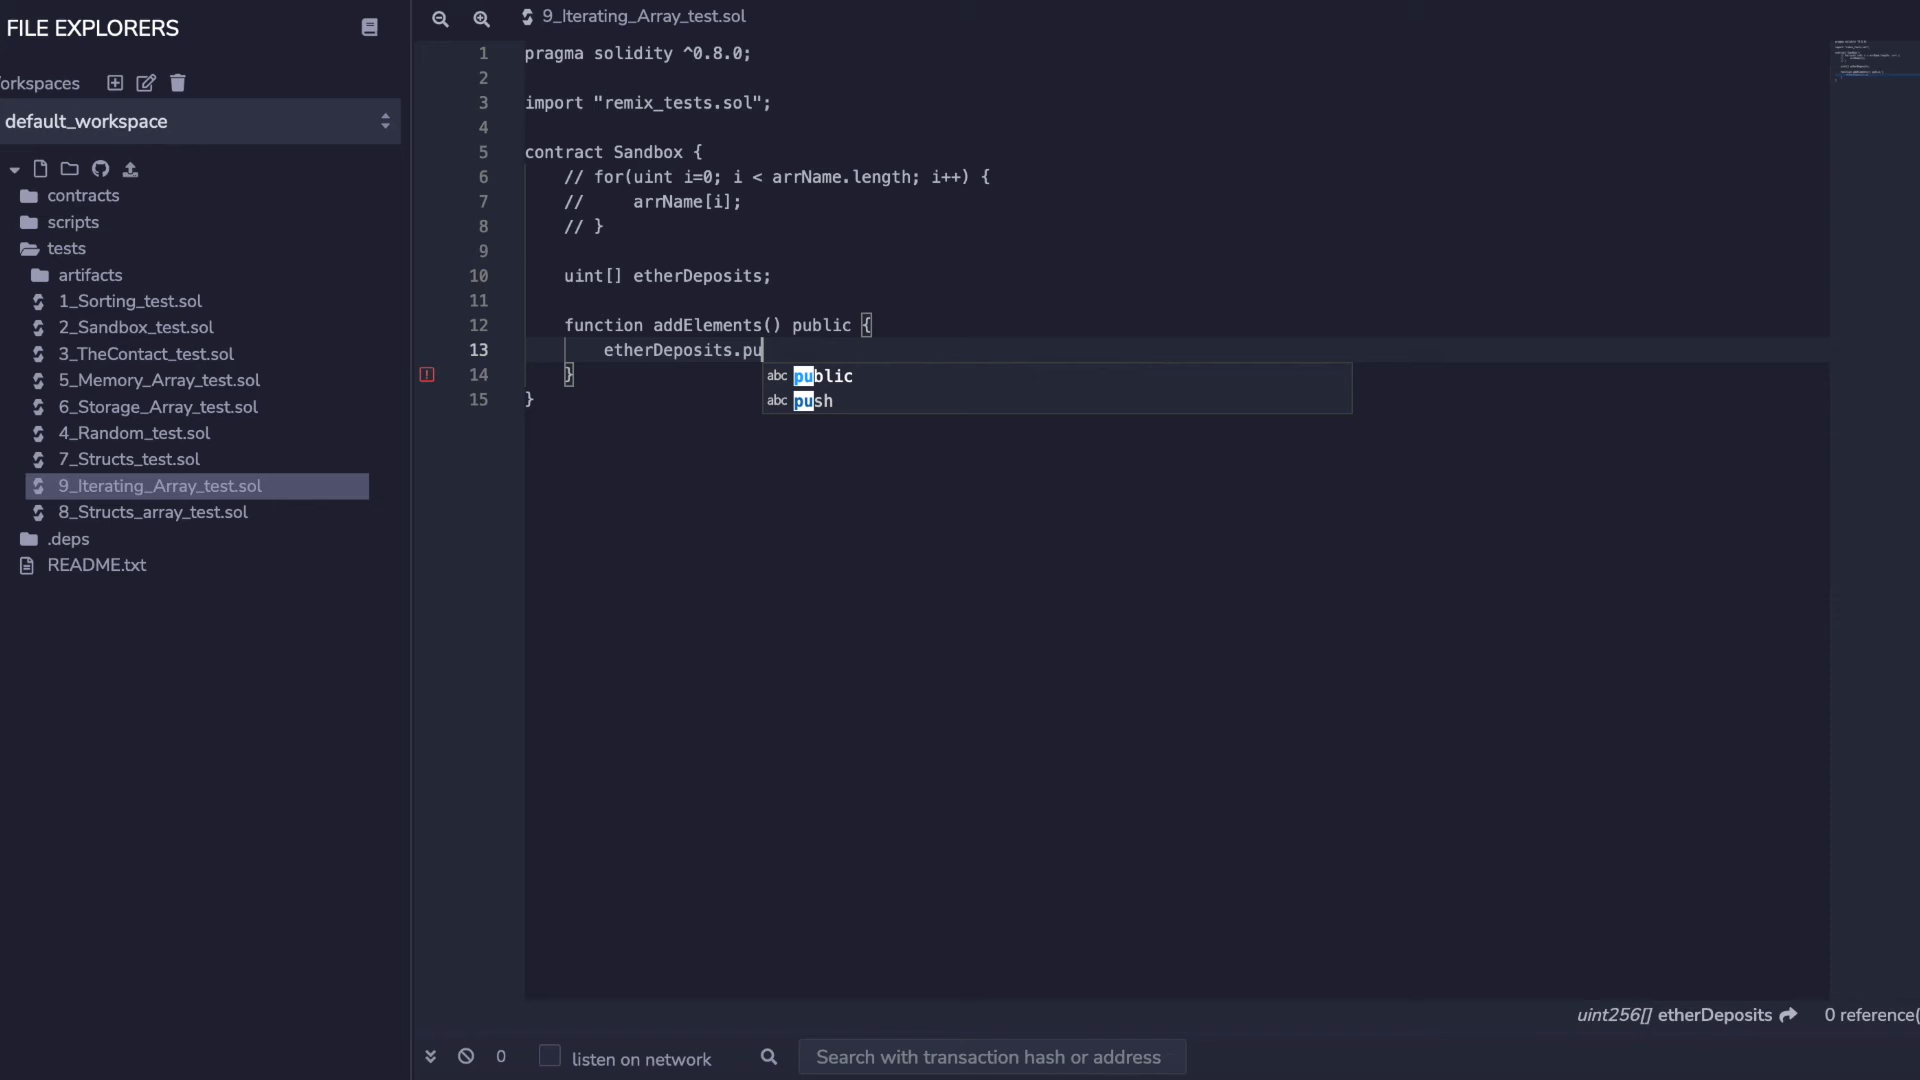 FILE EXPLORERS
orkspaces
default_workspace
contracts
scripts
tests
artifacts
1_Sorting_test.sol
2_Sandbox_test.sol
3_TheContact_test.sol
5_Memory_Array_test.sol
6_Storage_Array_test.sol
4_Random_test.sol
7_Structs_test.sol
9_Iterating_Array_test.sol
8_Structs_array_test.sol
.deps
README.txt
9_Iterating_Array_test.sol
1 pragma solidity ^0.8.0;
2
3 import "remix_tests.sol";
4
5 contract Sandbox {
6 // for(uint i=0; i < arrName.length; i++) {
7 //     arrName[i];
8 // }
9
10 uint[] etherDeposits;
11
12 function addElements() public {
13 etherDeposits.pu
14 }
15 }
abc public
abc push
uint256[] etherDeposits 0 reference(
0 listen on network Search with transaction hash or address